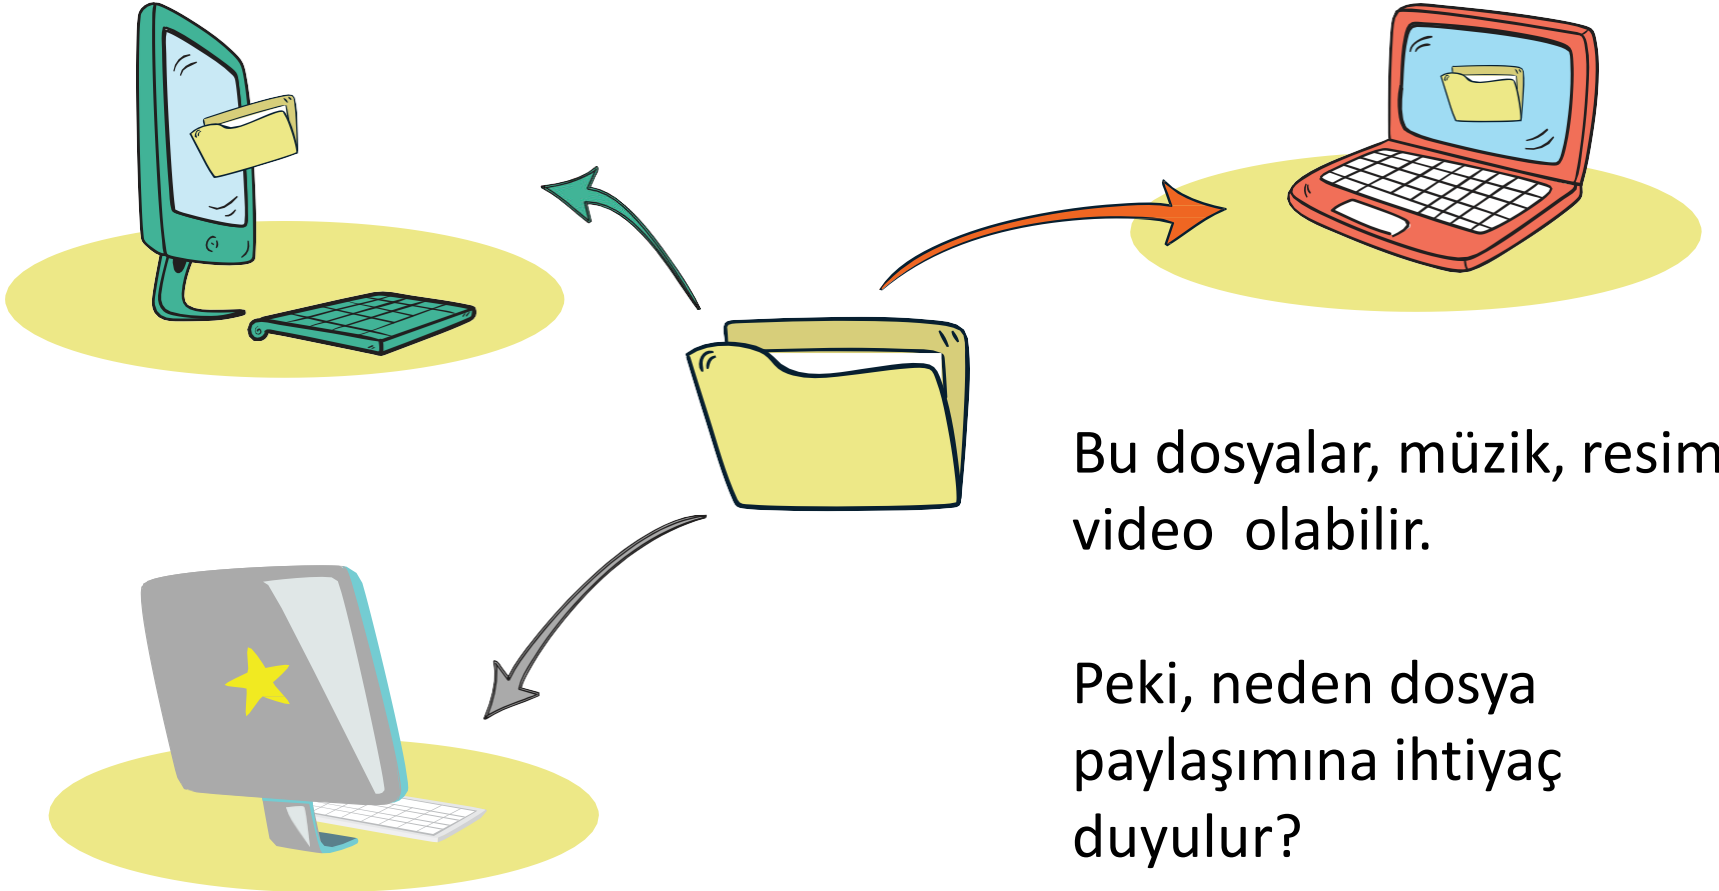 Bu dosyalar, müzik, resim
video olabilir.
Peki, neden dosya
paylaşımına ihtiyaç
duyulur?